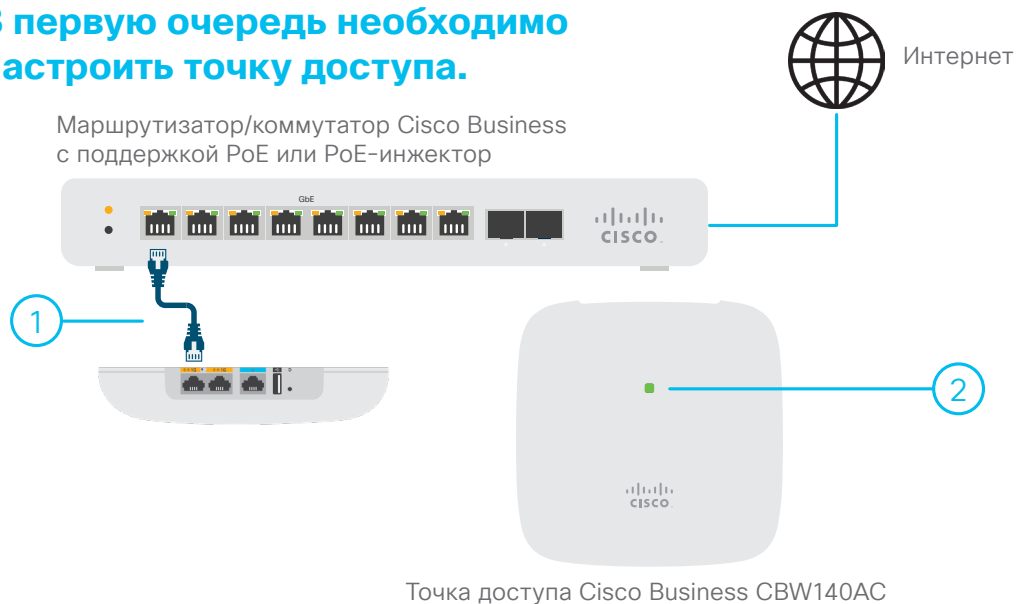 В первую очередь необходимо
настроить точку доступа.
Интернет
Маршрутизатор/коммутатор Cisco Business
с поддержкой PoE или PoE-инжектор
GbE
CISCO
1
2
CISCO
Точка доступа Cisco Business CBW140AC